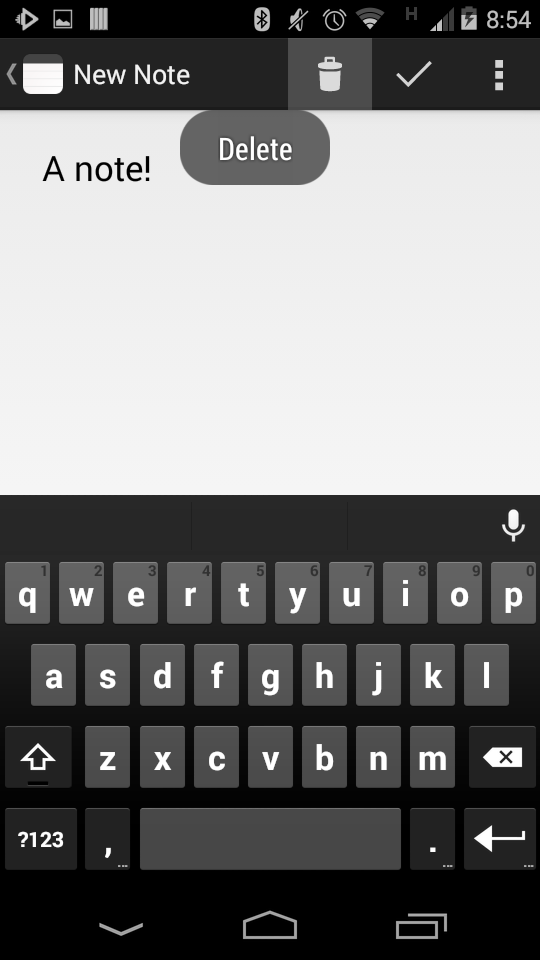 H 8:54
New Note
Delete
A note!
1 2 3 4 5 6 7 8 9 0
q w e r t y u i o p
a s d f g h j k l
z x c v b n m
?123 , ... . ... ...